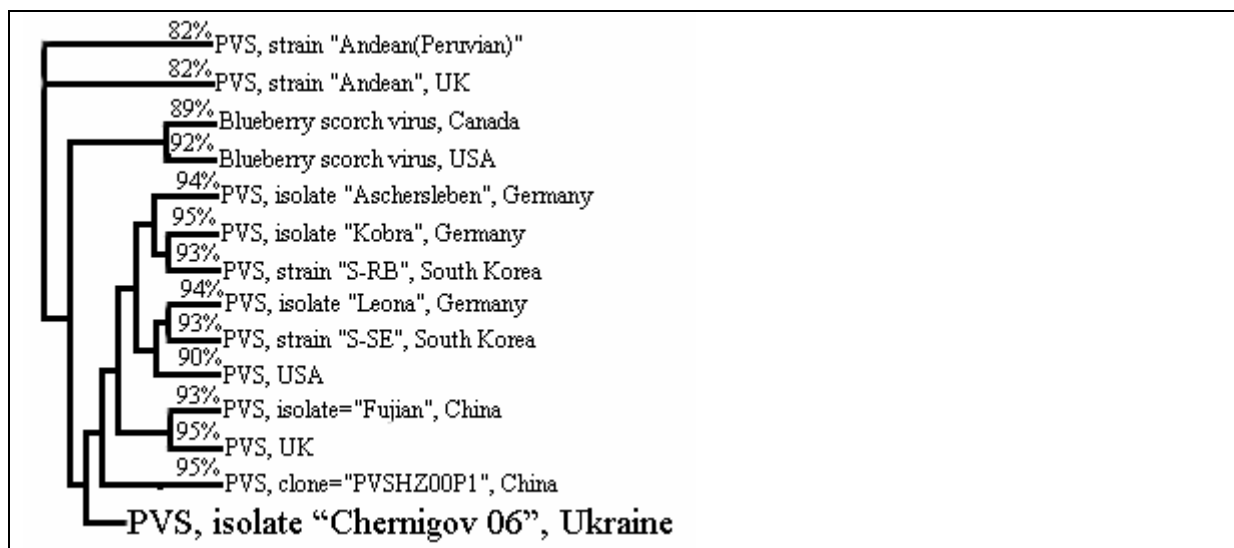 82% PVS, strain "Andean(Peruvian)"
82% PVS, strain "Andean", UK
89% Blueberry scorch virus, Canada
92% Blueberry scorch virus, USA
94% PVS, isolate "Aschersleben", Germany
95% PVS, isolate "Kobra", Germany
93% PVS, strain "S-RB", South Korea
94% PVS, isolate "Leona", Germany
93% PVS, strain "S-SE", South Korea
90% PVS, USA
93% PVS, isolate="Fujian", China
95% PVS, UK
95% PVS, clone="PVSHZ00P1", China
PVS, isolate “Chernigov 06”, Ukraine